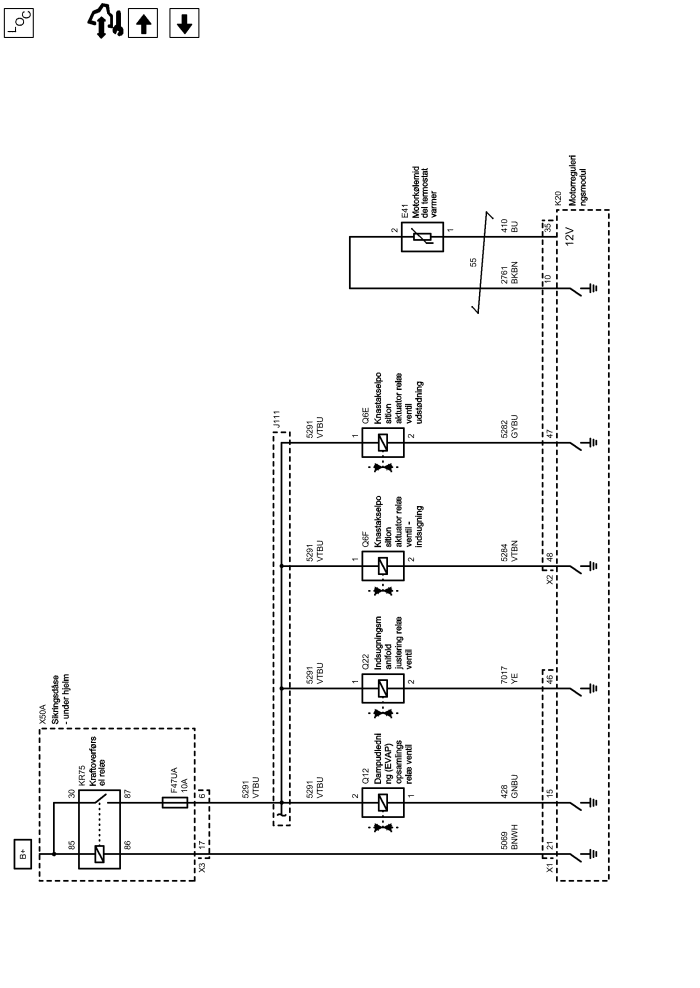 LOC
B+
X50A
Sikringsdåse
- under hjelm
KR75
Kraftoverførs
el relæ
30
87
85
86
F47UA
10A
6
17
X3
5291
VTBU
J111
5291
VTBU
5291
VTBU
5291
VTBU
5291
VTBU
Q12
Dampudledni
ng (EVAP)
opsamlings
relæ ventil
2
1
Q22
Indsugningsm
anifold
justering relæ
ventil
1
2
Q6F
Knastakselpo
sition
aktuator relæ
ventil -
indsugning
1
2
Q6E
Knastakselpo
sition
aktuator relæ
ventil
udstødning
1
2
E41
Motorkølemid
del termostat
varmer
2
1
55
5069
BNWH
428
GNBU
7017
YE
5284
VTBN
5282
GYBU
2761
BKBN
410
BU
X1
21
15
46
X2
48
47
10
35
12V
K20
Motorreguleri
ngsmodul